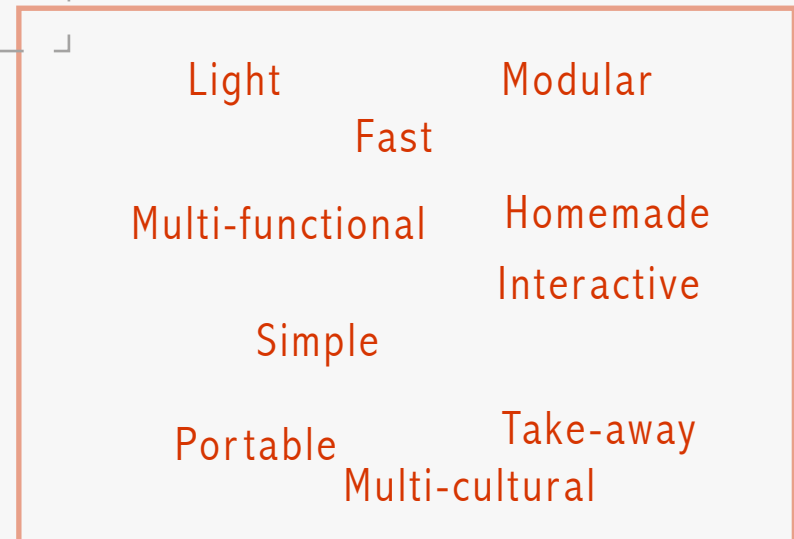 Light
Modular
Fast
Multi-functional
Homemade
Interactive
Simple
Portable
Take-away
Multi-cultural